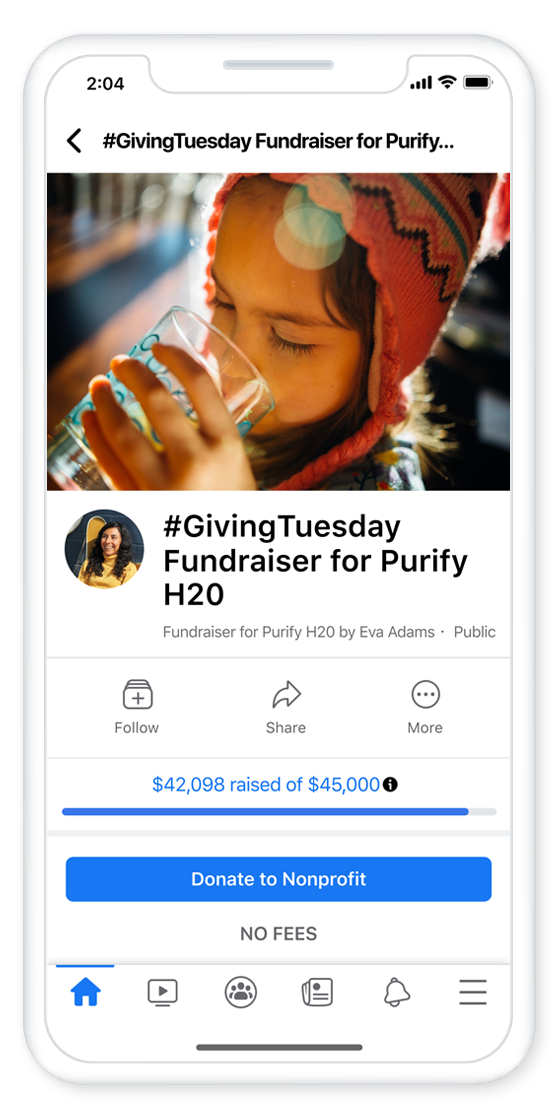 2:04
#GivingTuesday Fundraiser for Purify...
#GivingTuesday
Fundraiser for Purify
H20
Fundraiser for Purify H20 by Eva Adams · Public
Follow
Share
More
$42,098 raised of $45,000
Donate to Nonprofit
NO FEES